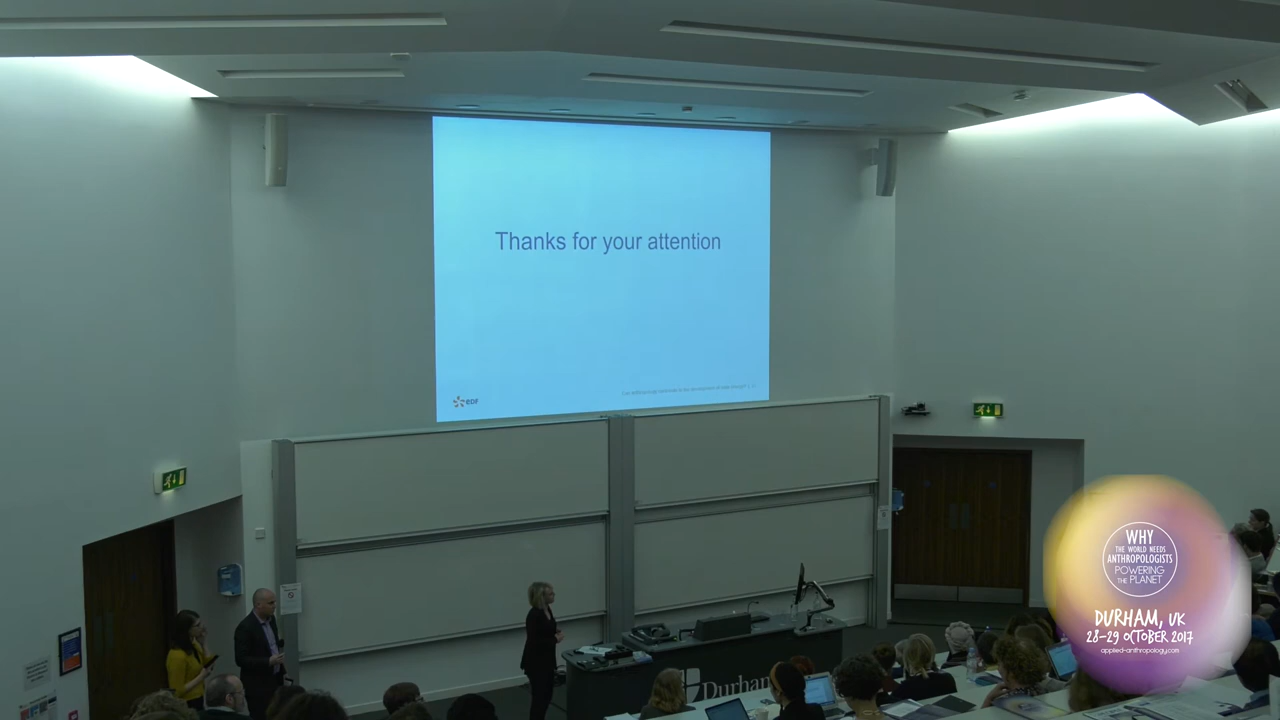 Thanks for your attention
EDF
WHY
THE WORLD NEEDS
ANTHROPOLOGISTS
POWERING
THE PLANET
DURHAM, UK
28-29 OCTOBER 2017
applied-anthropology.com
Durham